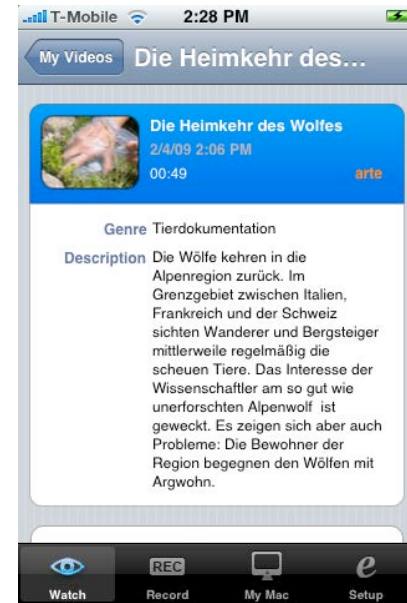 T-Mobile 2:28 PM
My Videos Die Heimkehr des...
Die Heimkehr des Wolfes
2/4/09 2:06 PM
00:49 arte
Genre Tierdokumentation
Description Die Wölfe kehren in die
Alpenregion zurück. Im
Grenzgebiet zwischen Italien,
Frankreich und der Schweiz
sichten Wanderer und Bergsteiger
mittlerweile regelmäßig die
scheuen Tiere. Das Interesse der
Wissenschaftler am so gut wie
unerforschten Alpenwolf ist
geweckt. Es zeigen sich aber auch
Probleme: Die Bewohner der
Region begegnen den Wölfen mit
Argwohn.
REC e
Watch Record My Mac Setup